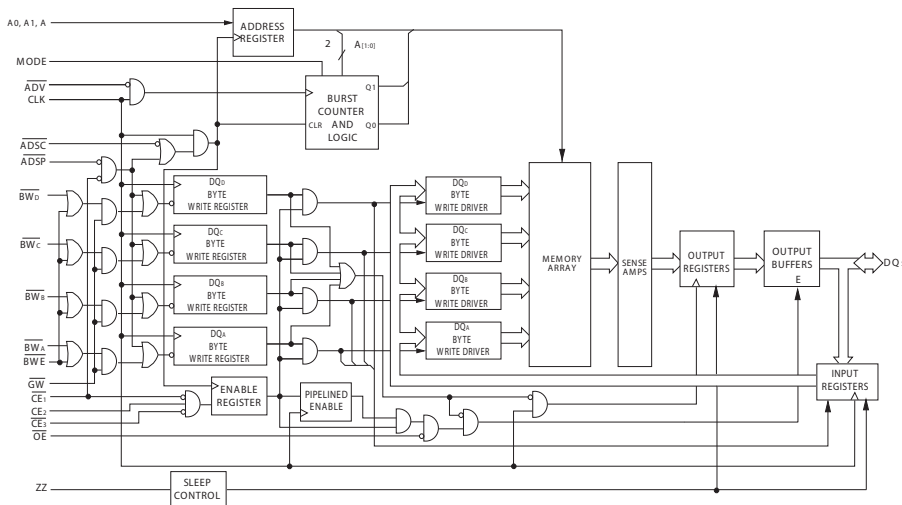 A0, A1, A
ADDRESS
REGISTER
2
A[1:0]
MODE
ADV
CLK
BURST
COUNTER
AND
LOGIC
Q1
CLR
Q0
ADSC
ADSP
BWD
DQD
BYTE
WRITE REGISTER
DQD
BYTE
WRITE DRIVER
BWC
DQC
BYTE
WRITE REGISTER
DQC
BYTE
WRITE DRIVER
MEMORY
ARRAY
SENSE
AMPS
OUTPUT
REGISTERS
OUTPUT
BUFFERS
E
DQ
BWB
DQB
BYTE
WRITE REGISTER
DQB
BYTE
WRITE DRIVER
BWA
BWE
DQA
BYTE
WRITE REGISTER
DQA
BYTE
WRITE DRIVER
GW
CE1
CE2
CE3
OE
ENABLE
REGISTER
PIPELINED
ENABLE
INPUT
REGISTERS
ZZ
SLEEP
CONTROL